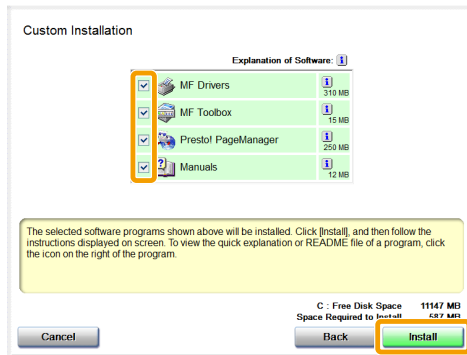 Custom Installation
Explanation of Software:
MF Drivers
310 MB
MF Toolbox
15 MB
Presto! PageManager
250 MB
Manuals
12 MB
The selected software programs shown above will be installed. Click [Install], and then follow the
instructions displayed on screen. To view the quick explanation or README file of a program, click
the icon on the right of the program.
C : Free Disk Space 11147 MB
Space Required to Install 587 MB
Cancel
Back
Install